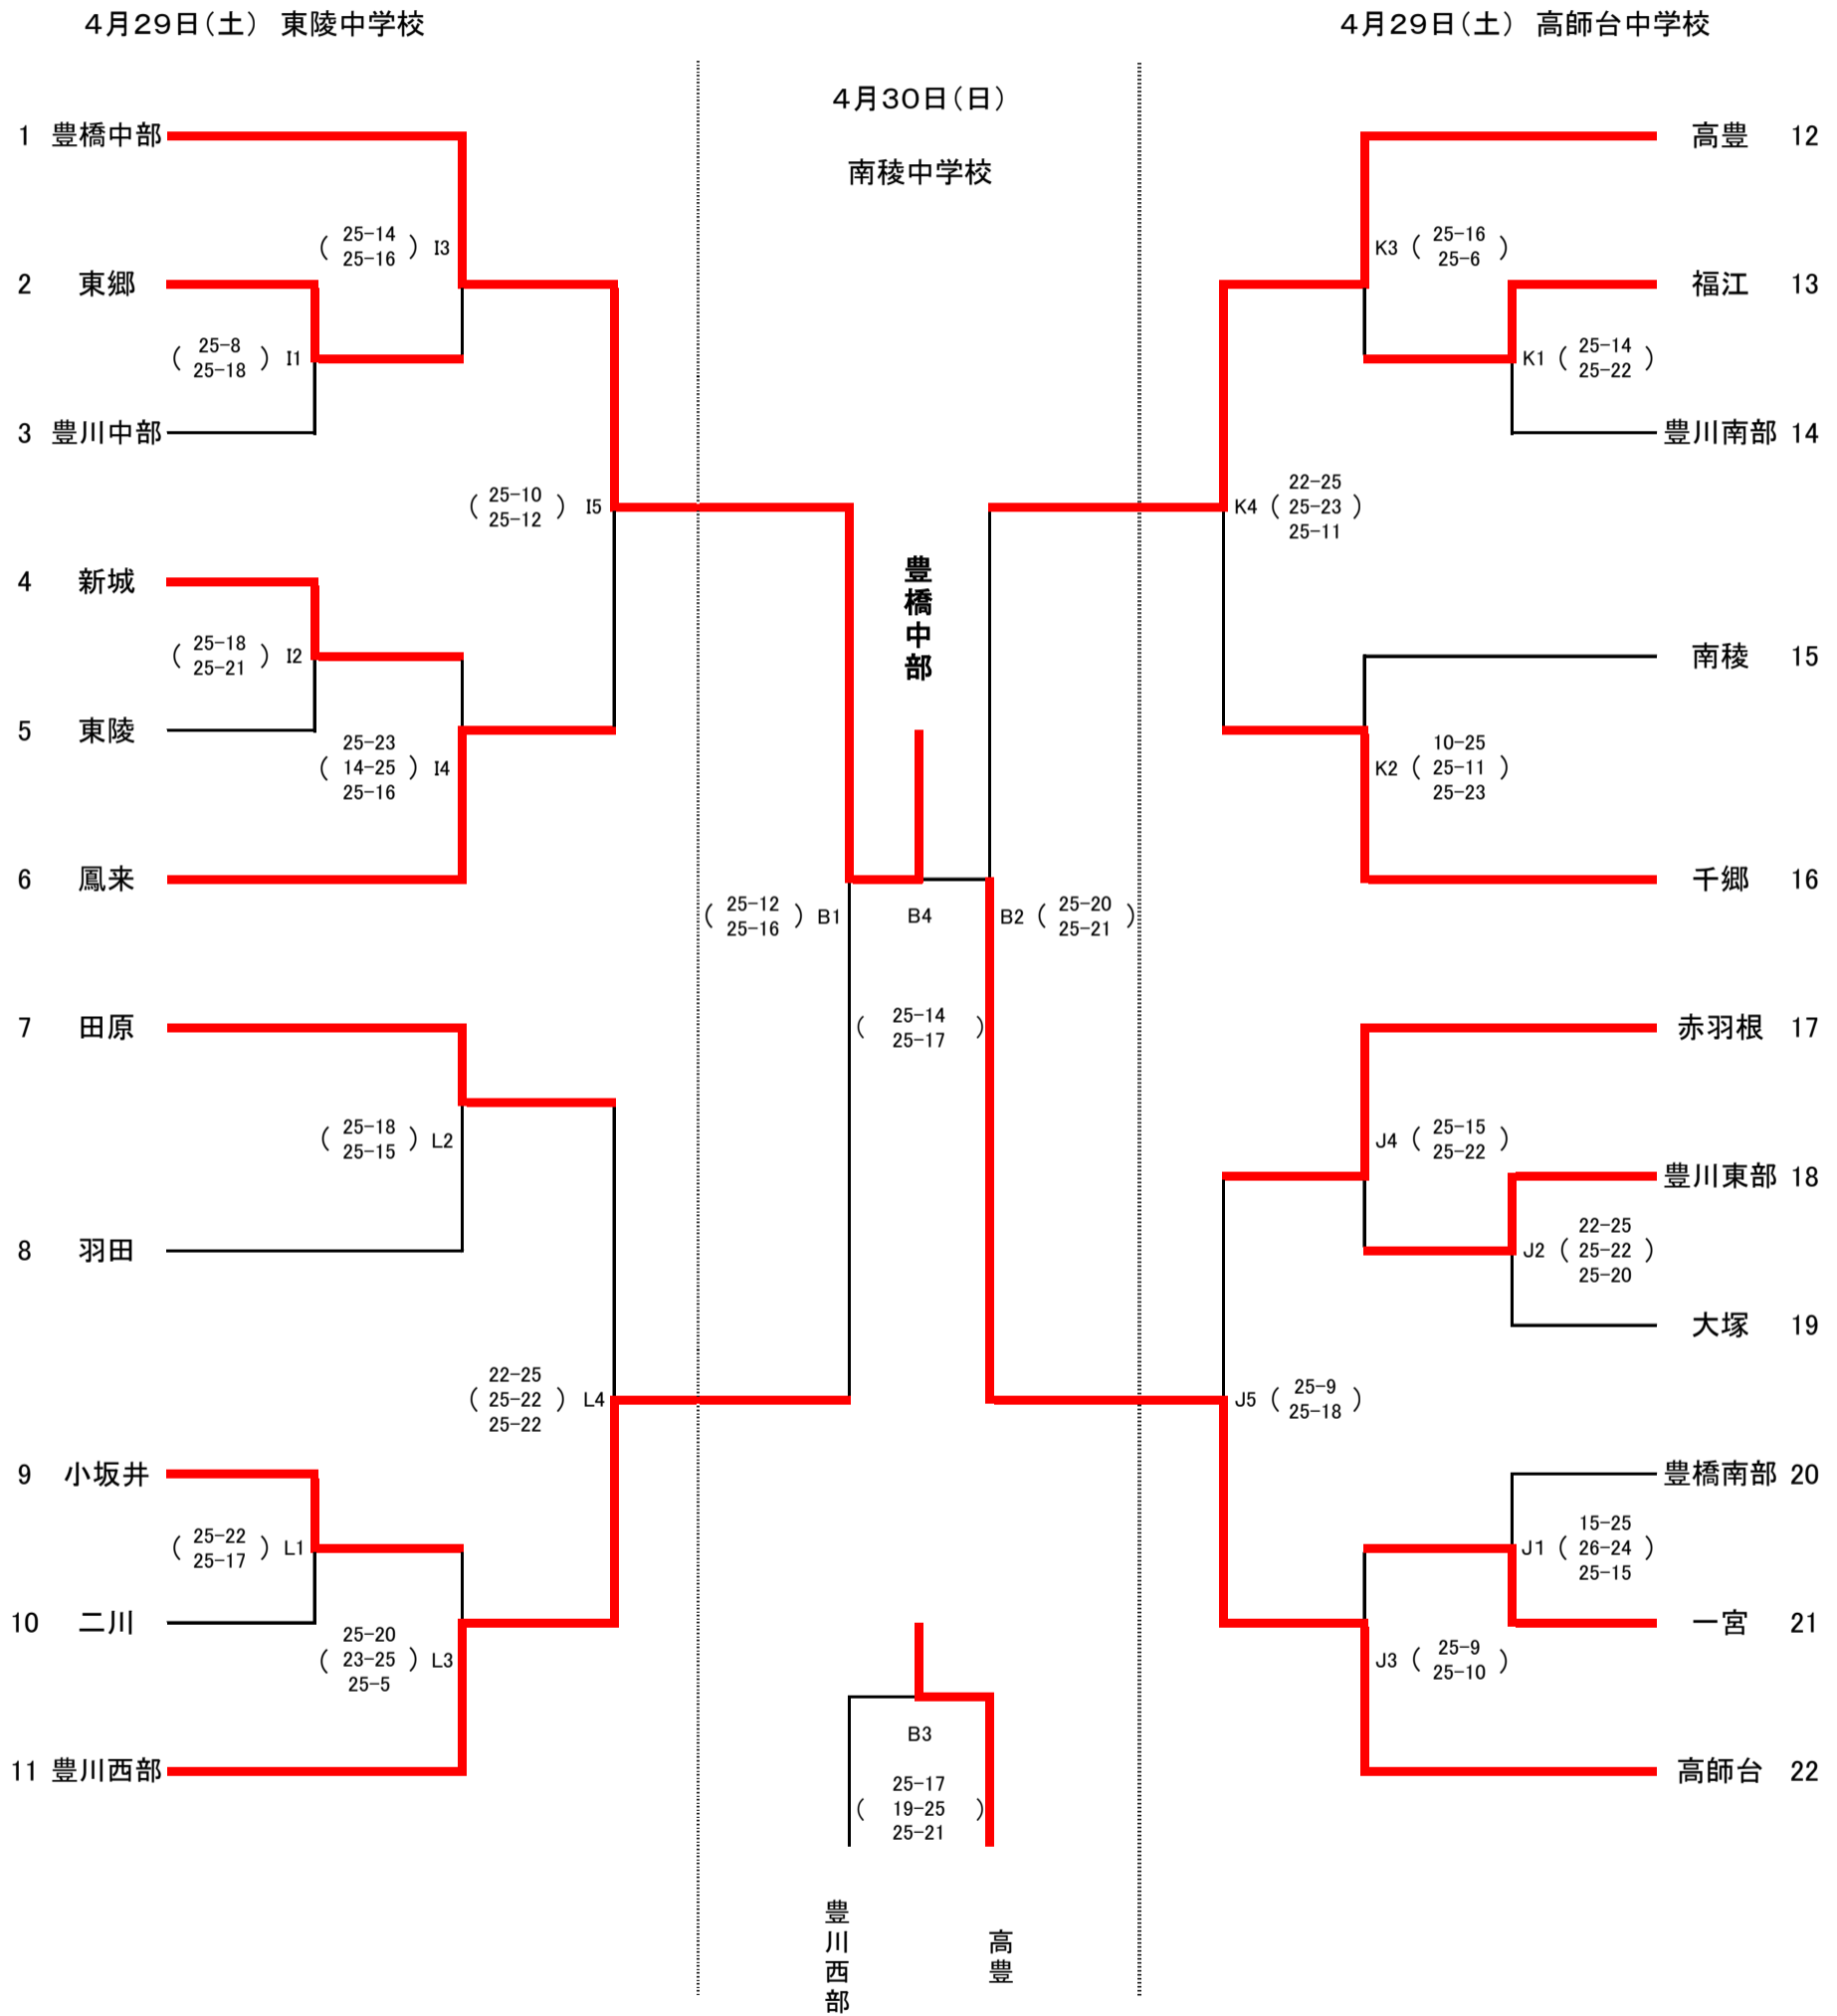 4月29日(土) 東陵中学校
4月29日(土) 高師台中学校
4月30日(日)
南稜中学校
1 豊橋中部
2 東郷
3 豊川中部
4 新城
5 東陵
6 鳳来
7 田原
8 羽田
9 小坂井
10 二川
11 豊川西部
(25-14
25-16) I3
(25-8
25-18) I1
(25-10
25-12) I5
(25-18
25-21) I2
(25-23
14-25
25-16) I4
(25-18
25-15) L2
(22-25
25-22
25-22) L4
(25-22
25-17) L1
(25-20
23-25
25-5) L3
豊橋中部
(25-12
25-16) B1
B4
(25-14
25-17)
B2 (25-20
25-21)
B3
(25-17
19-25
25-21)
豊川西部
高豊
高豊 12
福江 13
豊川南部 14
南稜 15
千郷 16
赤羽根 17
豊川東部 18
大塚 19
豊橋南部 20
一宮 21
高師台 22
K3 (25-16
25-6)
K1 (25-14
25-22)
K4 (22-25
25-23
25-11)
K2 (10-25
25-11
25-23)
J4 (25-15
25-22)
J2 (22-25
25-22
25-20)
J5 (25-9
25-18)
J1 (15-25
26-24
25-15)
J3 (25-9
25-10)